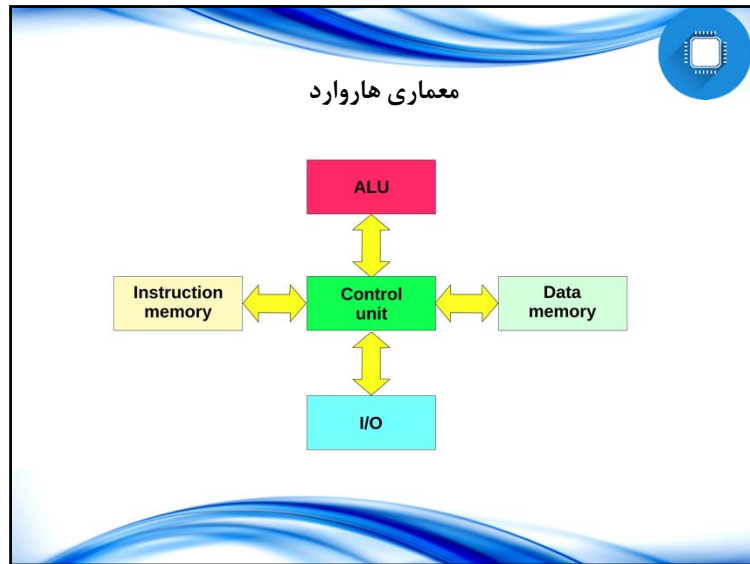 معماری هاروارد
ALU
Instruction
memory
Control
unit
Data
memory
I/O